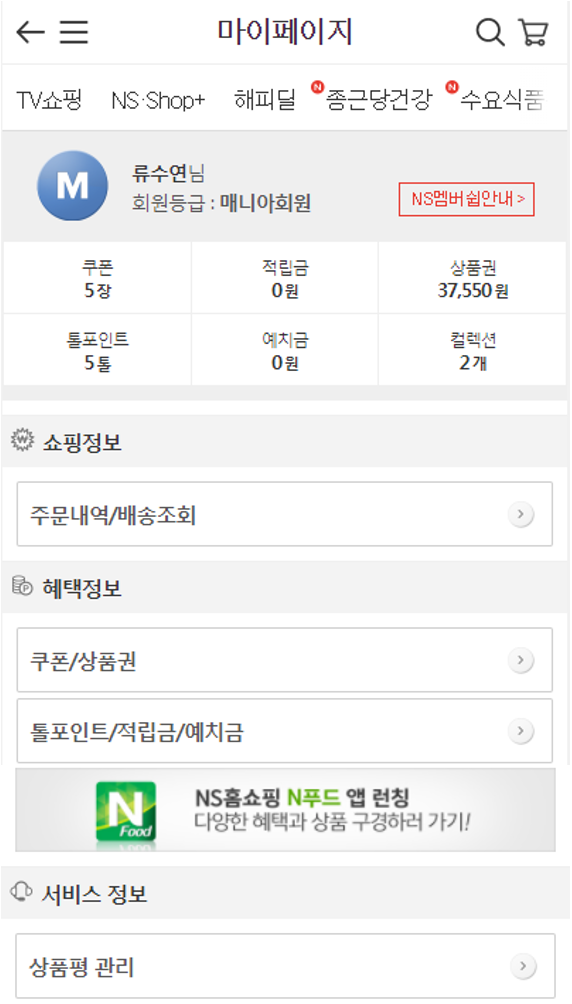 마이페이지
TV쇼핑 NS·Shop+ 해피딜 N 종근당건강 N 수요식품
M
류수연님
회원등급 : 매니아회원
NS멤버쉽안내 >
쿠폰 적립금 상품권
5장 0원 37,550원
톨포인트 예치금 컬렉션
5톨 0원 2개
쇼핑정보
주문내역/배송조회
혜택정보
쿠폰/상품권
톨포인트/적립금/예치금
N Food
NS홈쇼핑 N푸드 앱 런칭
다양한 혜택과 상품 구경하러 가기!
서비스 정보
상품평 관리